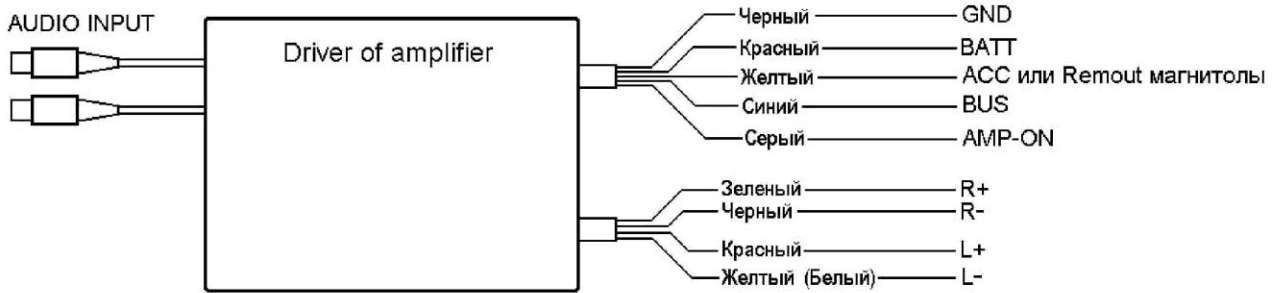 AUDIO INPUT
Driver of amplifier
Черный GND
Красный BATT
Желтый ACC или Remout магнитолы
Синий BUS
Серый AMP-ON
Зеленый R+
Черный R-
Красный L+
Желтый (Белый) L-